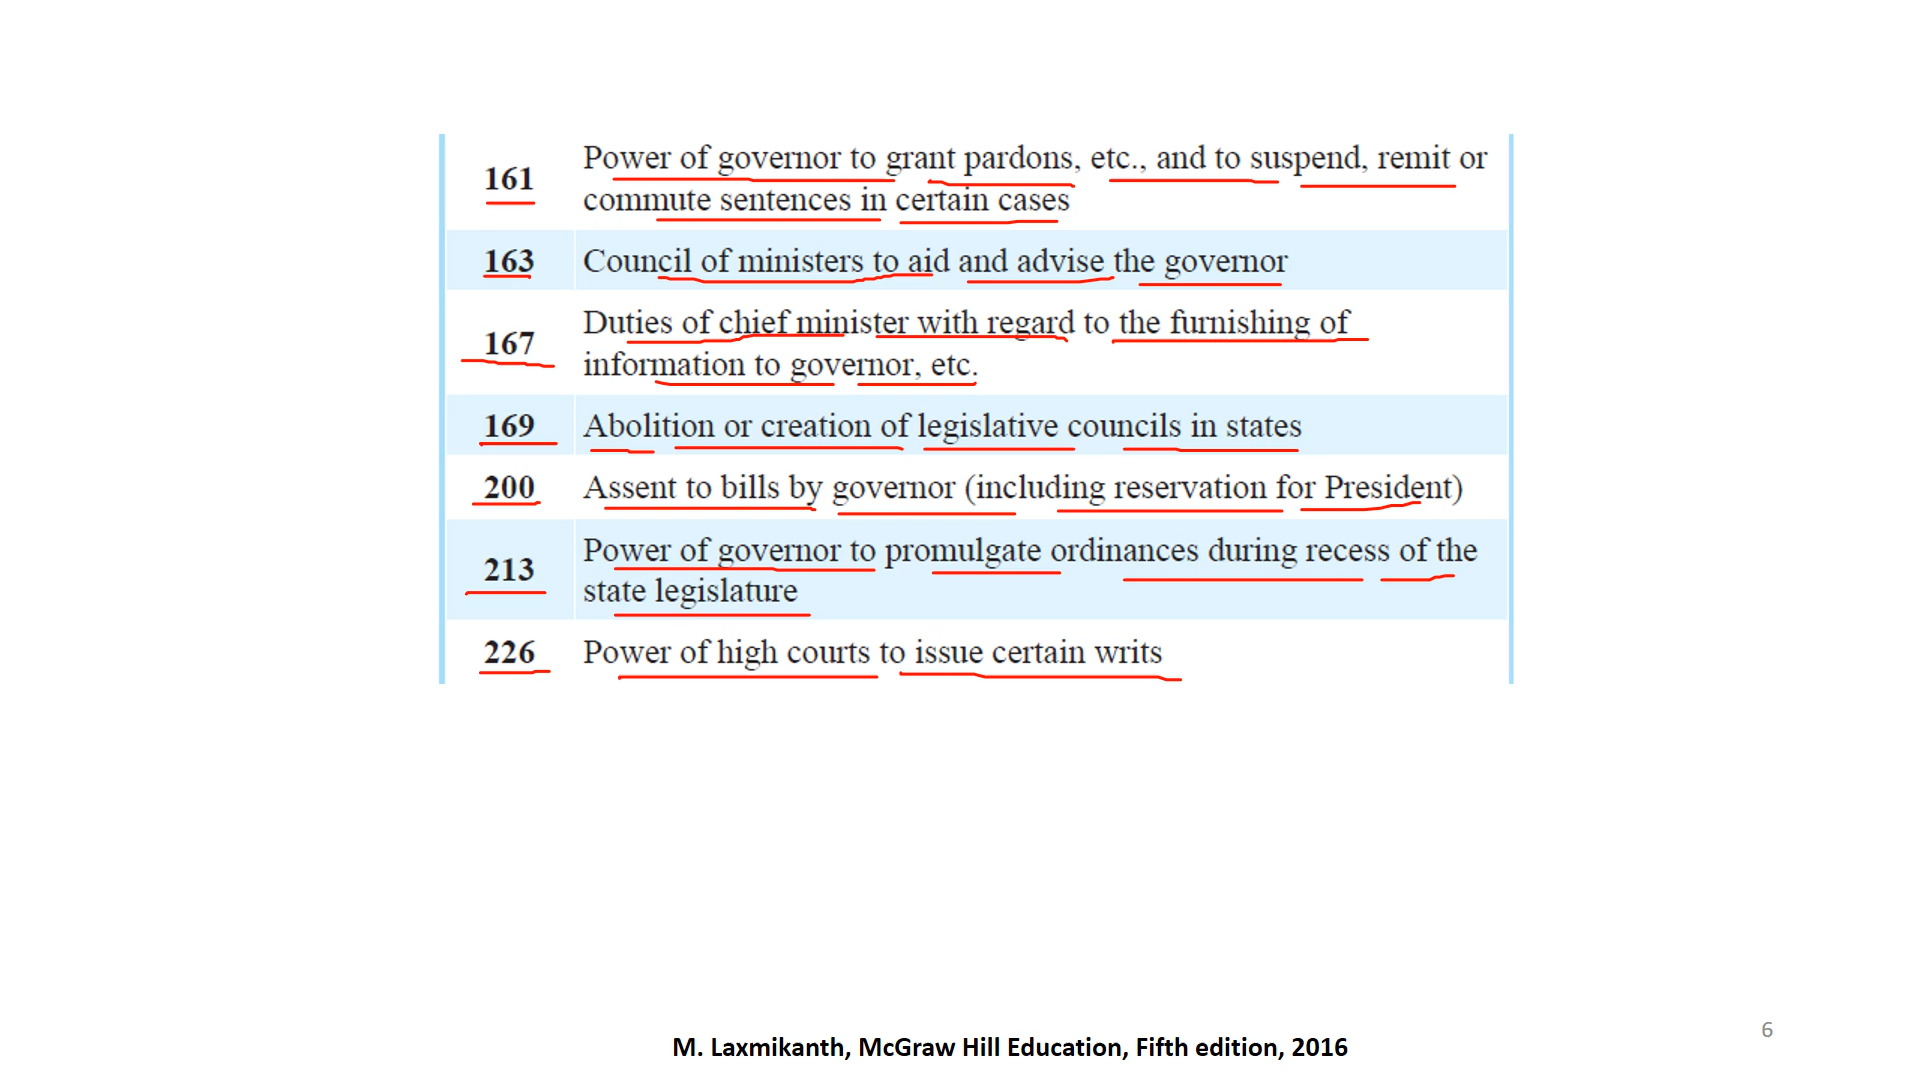 161
Power of governor to grant pardons, etc., and to suspend, remit or
commute sentences in certain cases
163 Council of ministers to aid and advise the governor
167
Duties of chief minister with regard to the furnishing of
information to governor, etc.
169 Abolition or creation of legislative councils in states
200 Assent to bills by governor (including reservation for President)
213
Power of governor to promulgate ordinances during recess of the
state legislature
226 Power of high courts to issue certain writs
6
M. Laxmikanth, McGraw Hill Education, Fifth edition, 2016